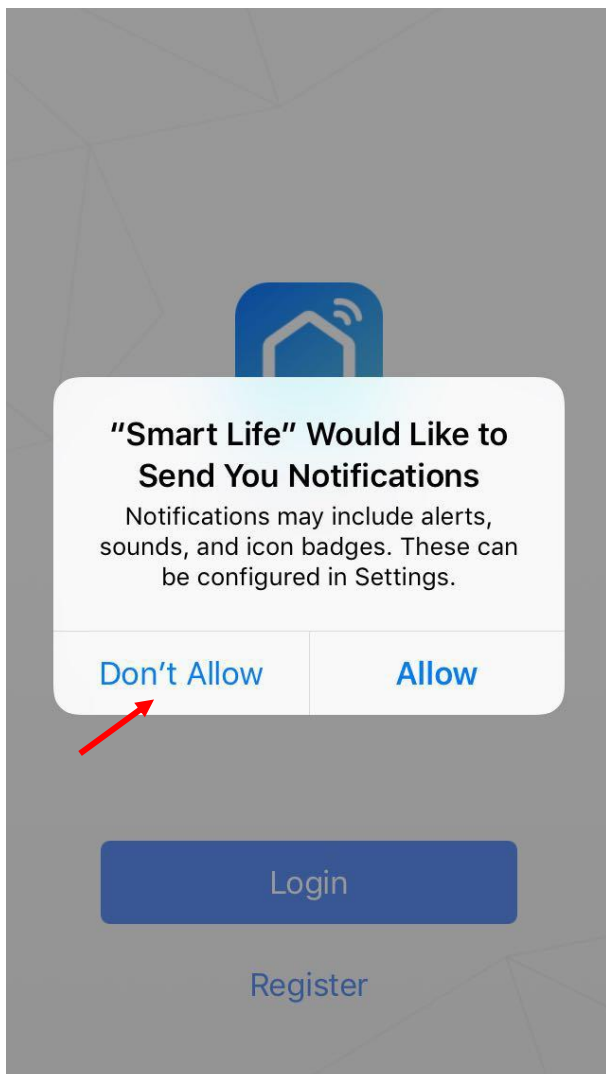 "Smart Life" Would Like to
Send You Notifications
Notifications may include alerts,
sounds, and icon badges. These can
be configured in Settings.
Don't Allow
Allow
Login
Register